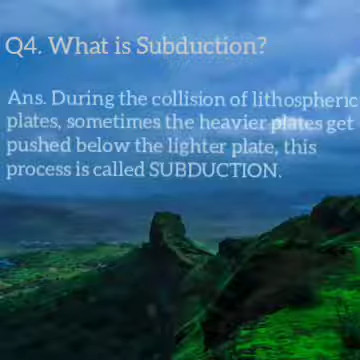 Q4. What is Subduction?
Ans. During the collision of lithospheric
plates, sometimes the heavier plates get
pushed below the lighter plate, this
process is called SUBDUCTION.